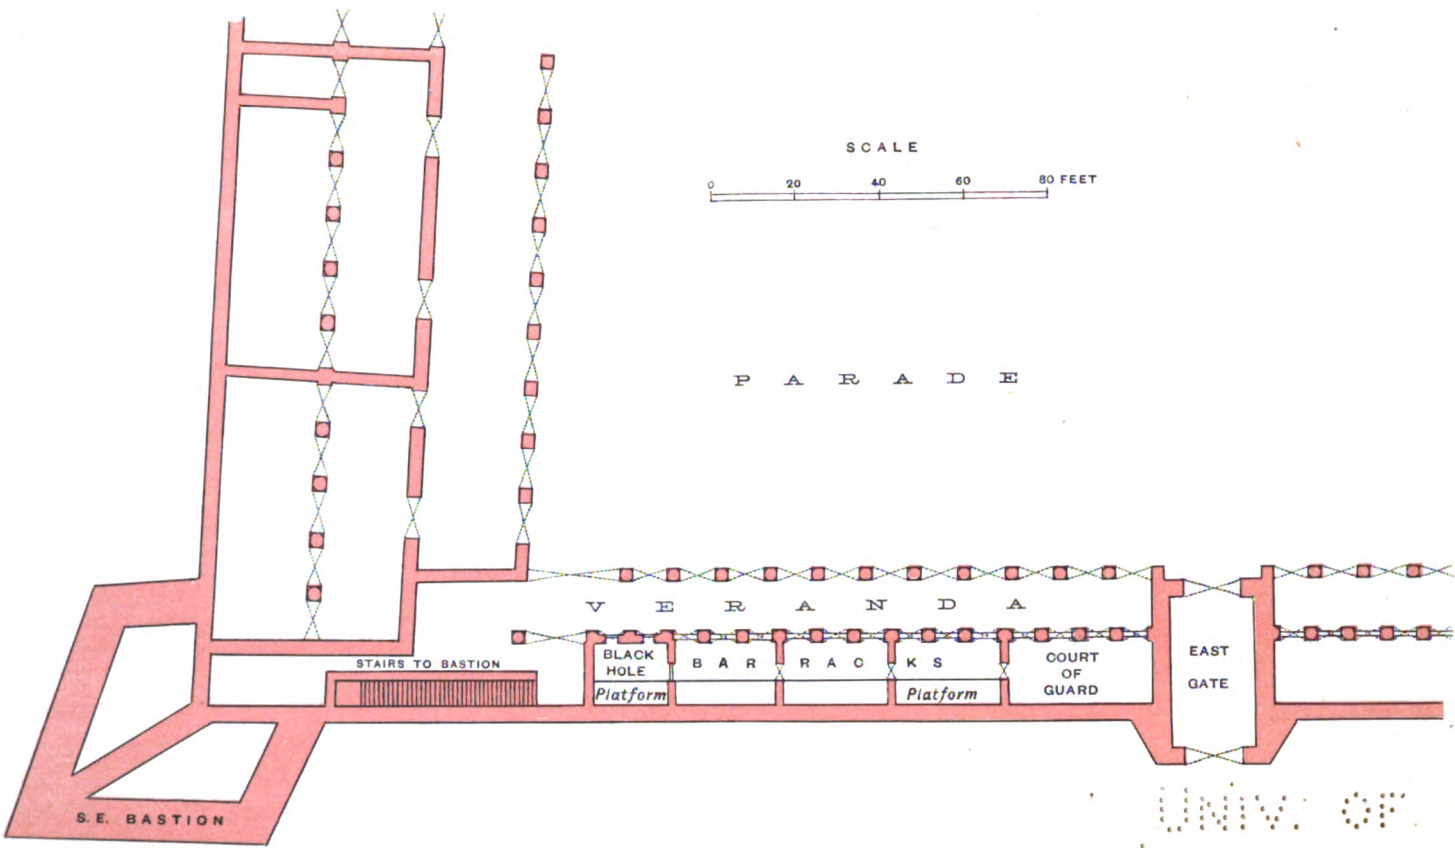 SCALE
0 20 40 60 80 FEET
PARADE
VERANDA
STAIRS TO BASTION
BLACK
HOLE
Platform
BARRACKS
Platform
COURT
OF
GUARD
EAST
GATE
S.E. BASTION
UNIV. OF